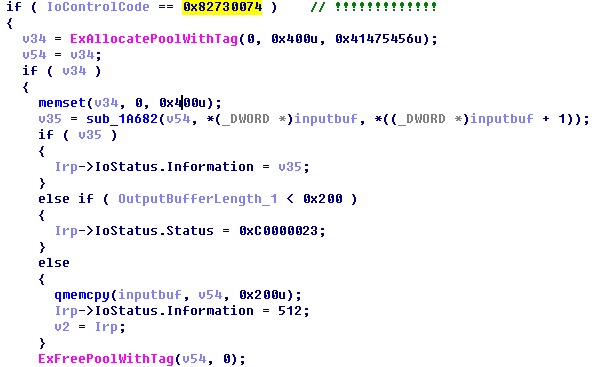 if ( IoControlCode == 0x82730074 )    // !!!!!!!!!!!!!
{
  v34 = ExAllocatePoolWithTag(0, 0x400u, 0x41475456u);
  v54 = v34;
  if ( v34 )
  {
    memset(v34, 0, 0x400u);
    v35 = sub_1A682(v54, *(_DWORD *)inputbuf, *((_DWORD *)inputbuf + 1));
    if ( v35 )
    {
      Irp->IoStatus.Information = v35;
    }
    else if ( OutputBufferLength_1 < 0x200 )
    {
      Irp->IoStatus.Status = 0xC0000023;
    }
    else
    {
      qmemcpy(inputbuf, v54, 0x200u);
      Irp->IoStatus.Information = 512;
      v2 = Irp;
    }
    ExFreePoolWithTag(v54, 0);